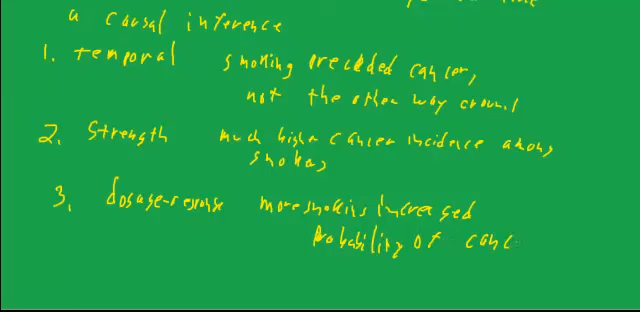 a causal inference
1. temporal smoking preceded cancer,
not the other way around
2. Strength much higher cancer incidence among
smokers
3. dosage-response more smoking increased
probability of canc